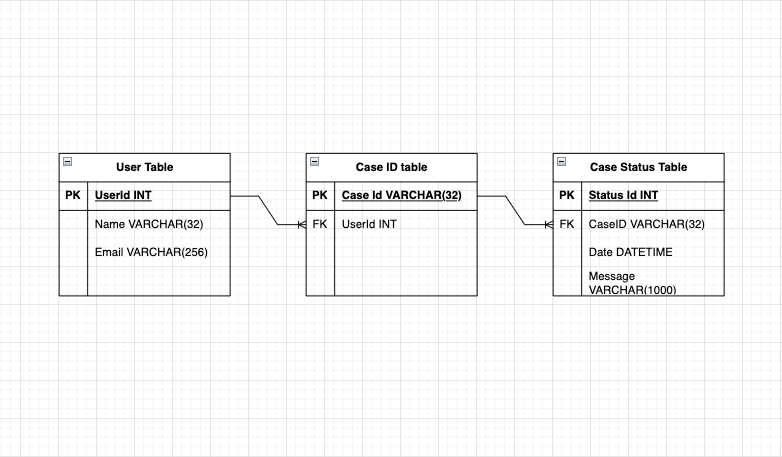 User Table
PK UserId INT
Name VARCHAR(32)
Email VARCHAR(256)
Case ID table
PK Case Id VARCHAR(32)
FK UserId INT
Case Status Table
PK Status Id INT
FK CaseID VARCHAR(32)
Date DATETIME
Message
VARCHAR(1000)